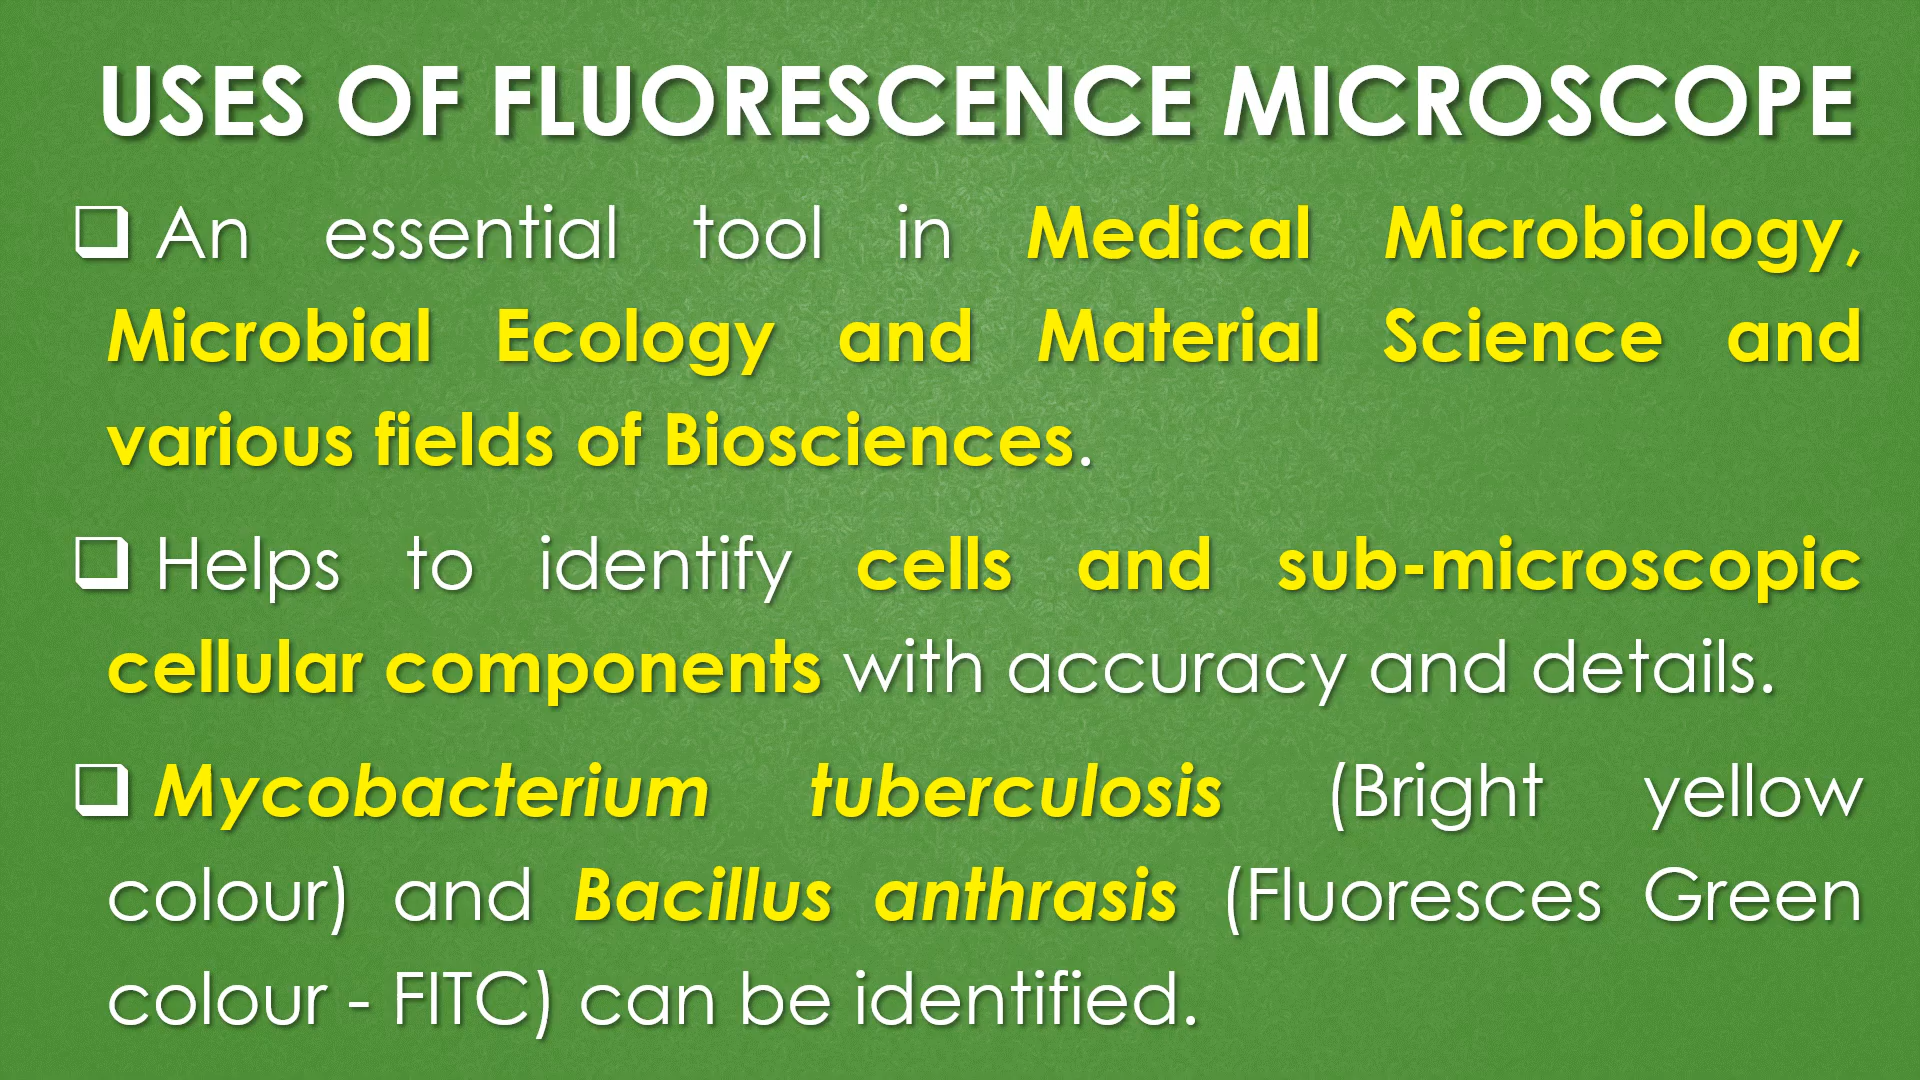 USES OF FLUORESCENCE MICROSCOPE
❑ An essential tool in Medical Microbiology,
Microbial Ecology and Material Science and
various fields of Biosciences.
❑ Helps to identify cells and sub-microscopic
cellular components with accuracy and details.
❑ Mycobacterium tuberculosis (Bright yellow
colour) and Bacillus anthrasis (Fluoresces Green
colour - FITC) can be identified.